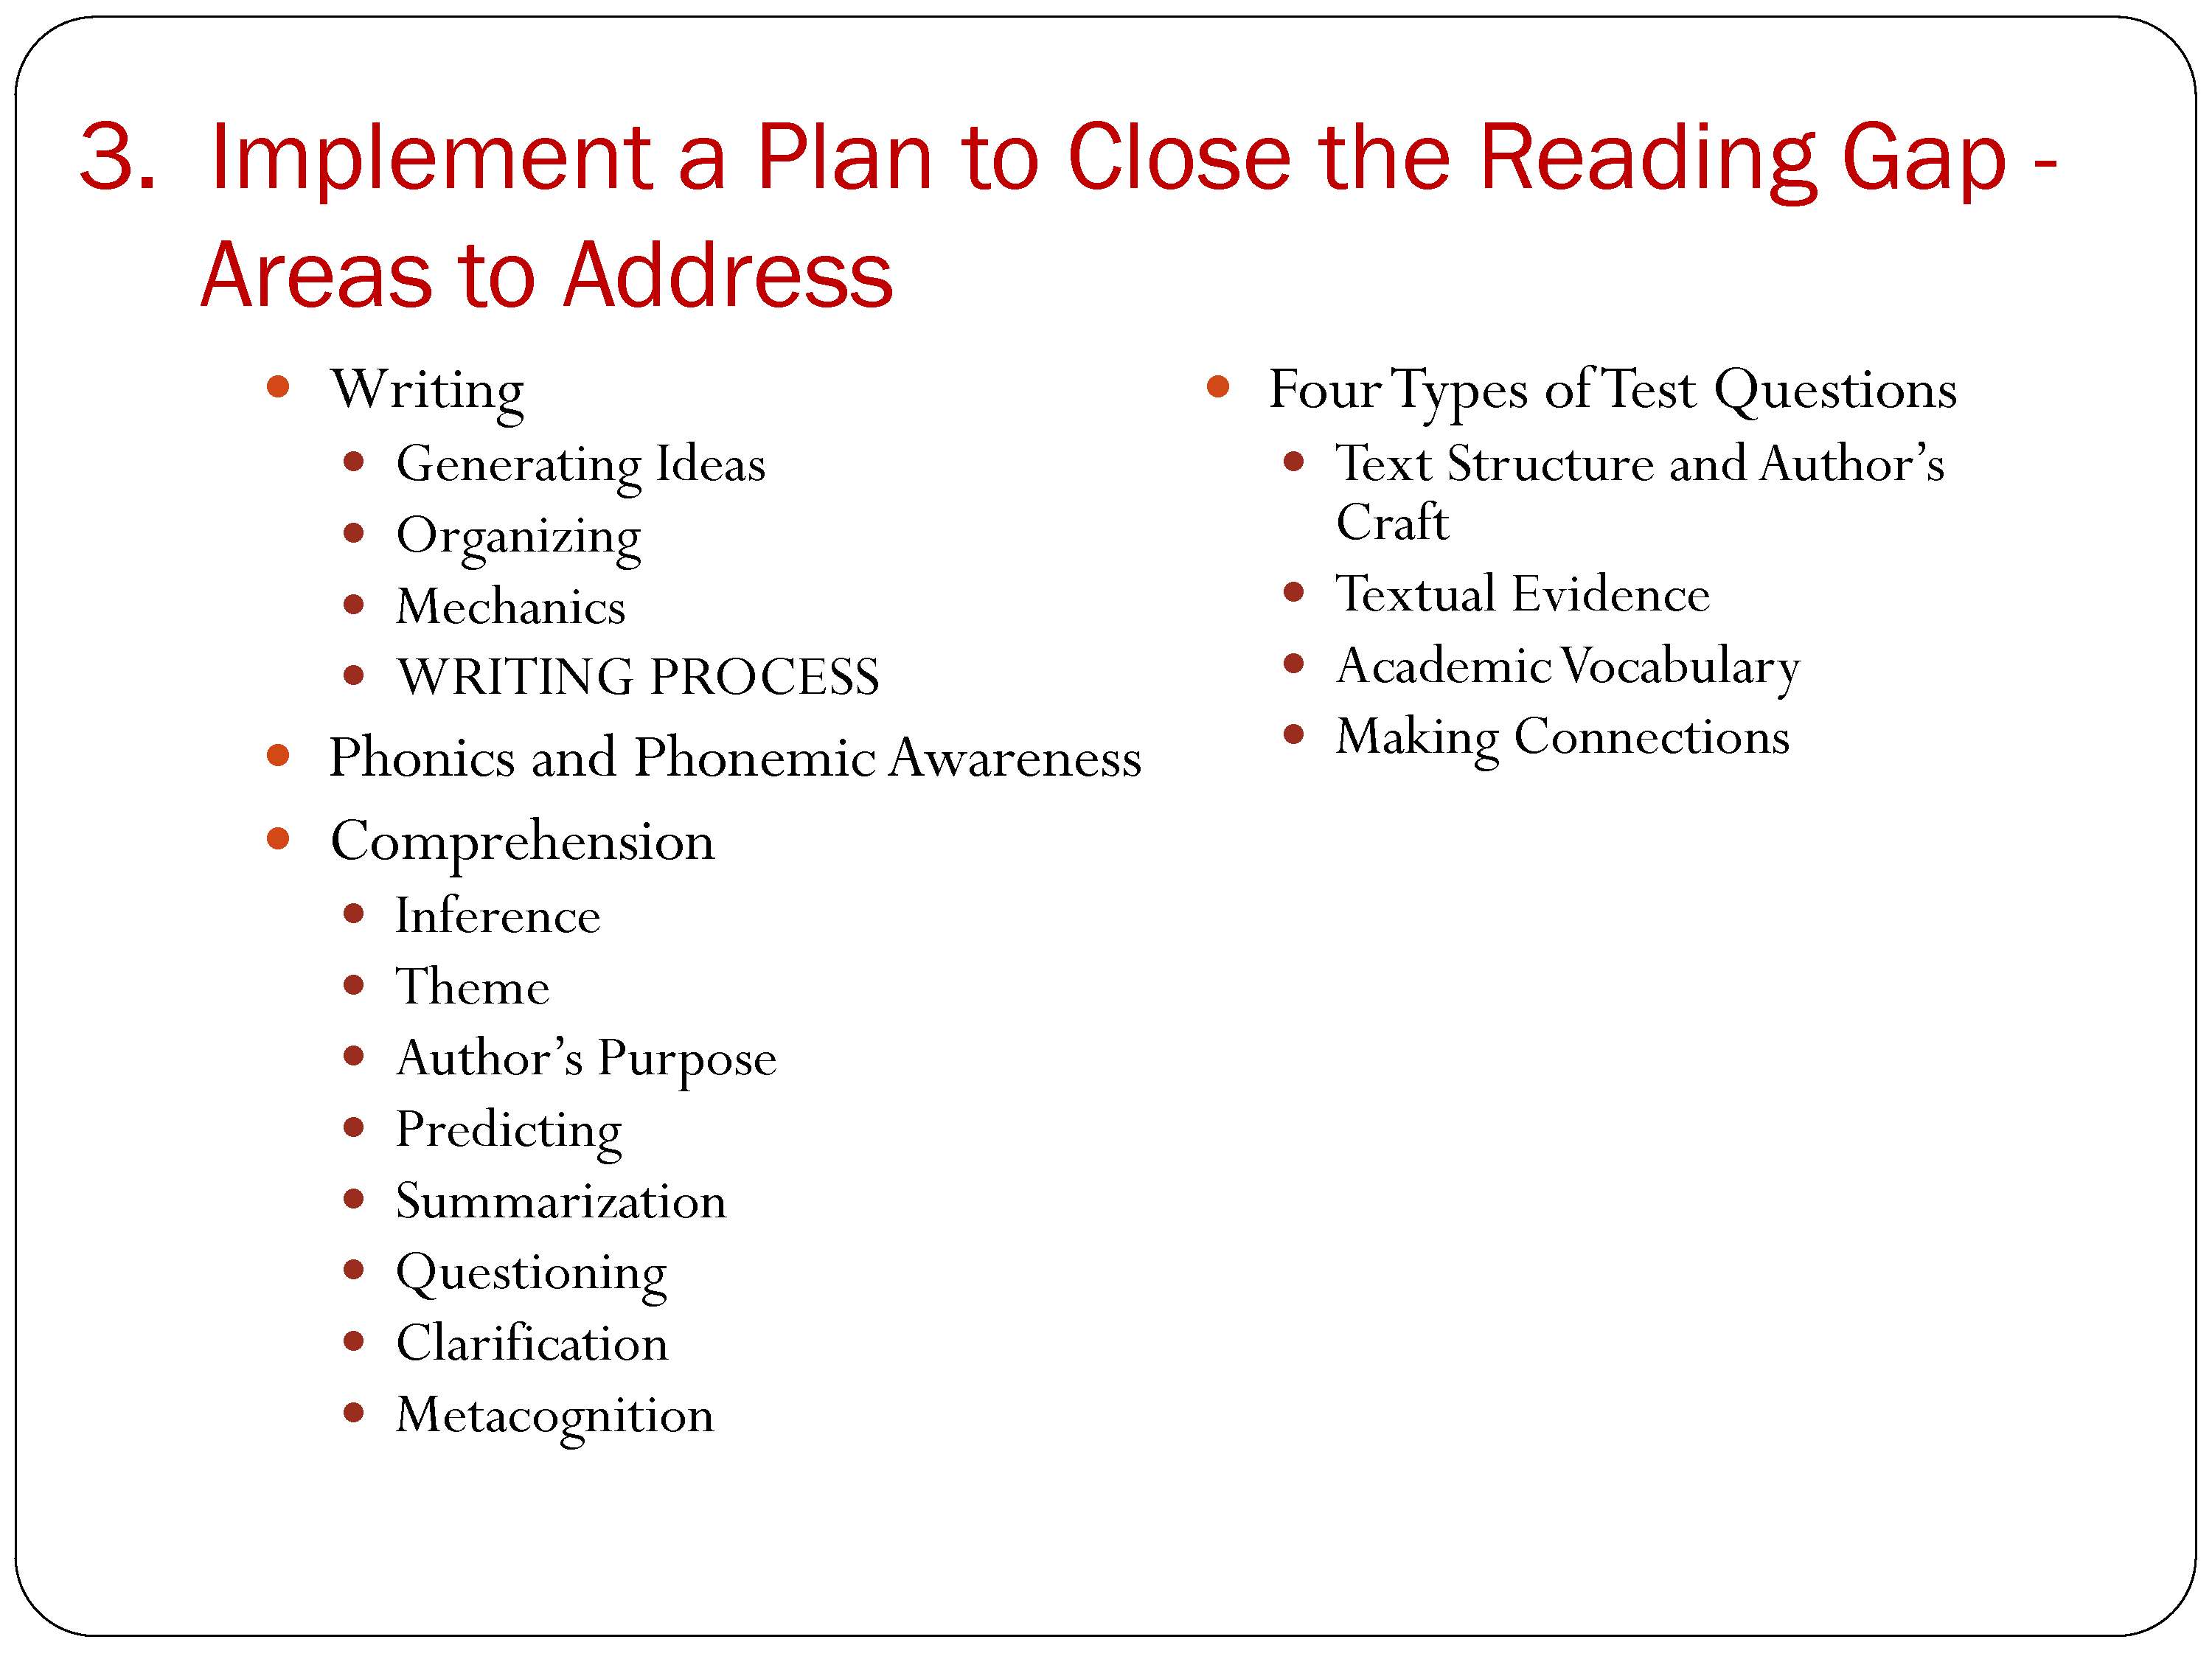 3. Implement a Plan to Close the Reading Gap -
Areas to Address
• Writing
• Generating Ideas
• Organizing
• Mechanics
• WRITING PROCESS
• Phonics and Phonemic Awareness
• Comprehension
• Inference
• Theme
• Author’s Purpose
• Predicting
• Summarization
• Questioning
• Clarification
• Metacognition
• Four Types of Test Questions
• Text Structure and Author’s
Craft
• Textual Evidence
• Academic Vocabulary
• Making Connections